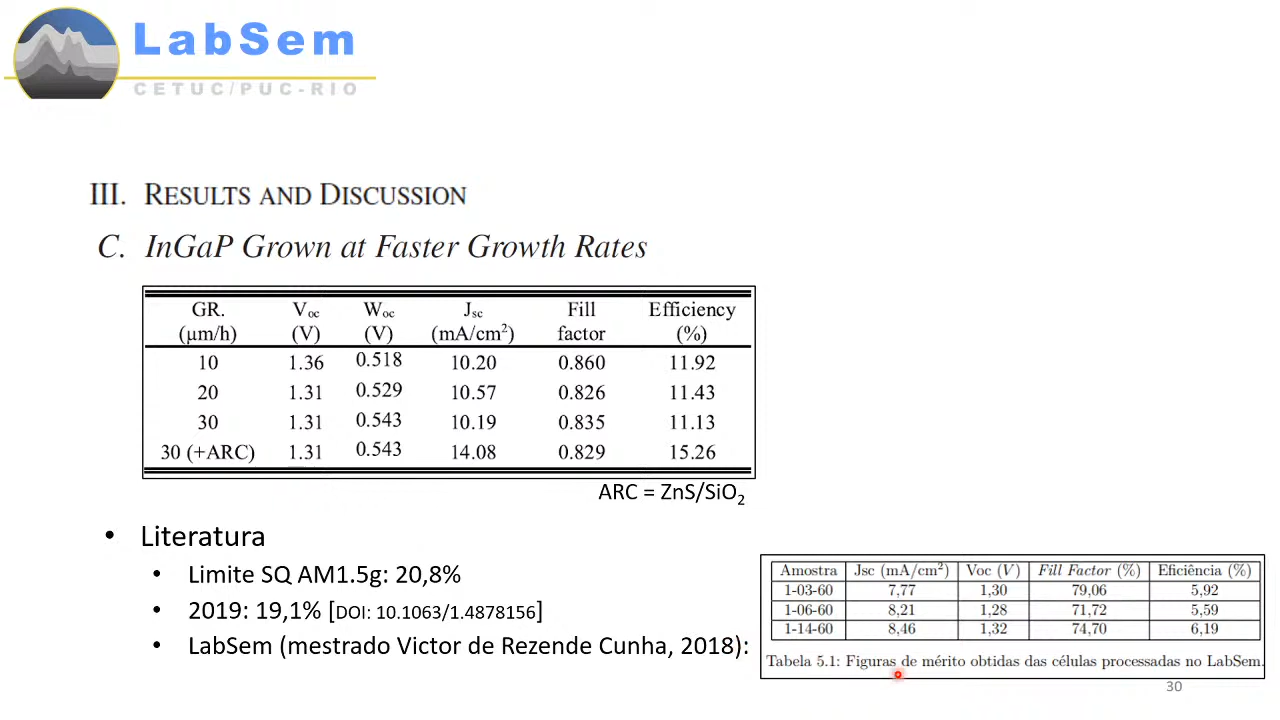 LabSem
CETUC/PUC-RIO
III. RESULTS AND DISCUSSION
C. InGaP Grown at Faster Growth Rates
GR. Voc Woc Jsc Fill Efficiency
(µm/h) (V) (V) (mA/cm²) factor (%)
10 1.36 0.518 10.20 0.860 11.92
20 1.31 0.529 10.57 0.826 11.43
30 1.31 0.543 10.19 0.835 11.13
30 (+ARC) 1.31 0.543 14.08 0.829 15.26
ARC = ZnS/SiO₂
• Literatura
• Limite SQ AM1.5g: 20,8%
• 2019: 19,1% [DOI: 10.1063/1.4878156]
• LabSem (mestrado Victor de Rezende Cunha, 2018):
Amostra Jsc (mA/cm²) Voc (V) Fill Factor (%) Eficiência (%)
1-03-60 7,77 1,30 79,06 5,92
1-06-60 8,21 1,28 71,72 5,59
1-14-60 8,46 1,32 74,70 6,19
Tabela 5.1: Figuras de mérito obtidas das células processadas no LabSem.
30